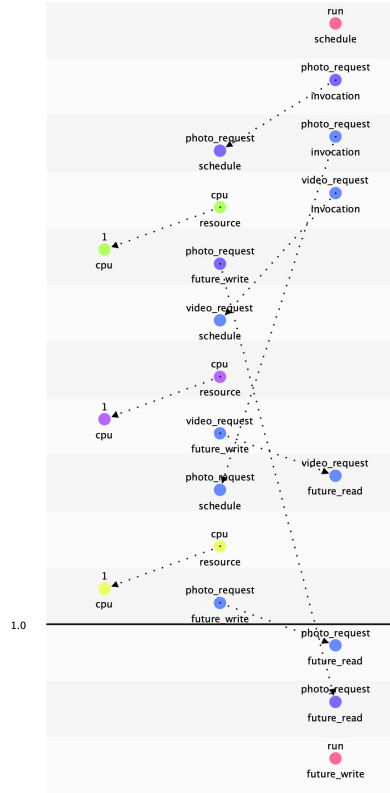 run
schedule
photo_request
invocation
photo_request
invocation
photo_request
schedule
video_request
invocation
cpu
resource
1
cpu
photo_request
future_write
video_request
schedule
cpu
resource
1
cpu
video_request
future_write
video_request
future_read
photo_request
schedule
cpu
resource
1
cpu
photo_request
future_write
1.0
photo_request
future_read
photo_request
future_read
run
future_write